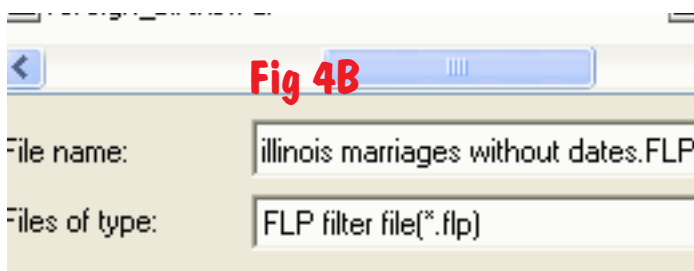 Fig 4B
File name: illinois marriages without dates.FLP
Files of type: FLP filter file(*.flp)